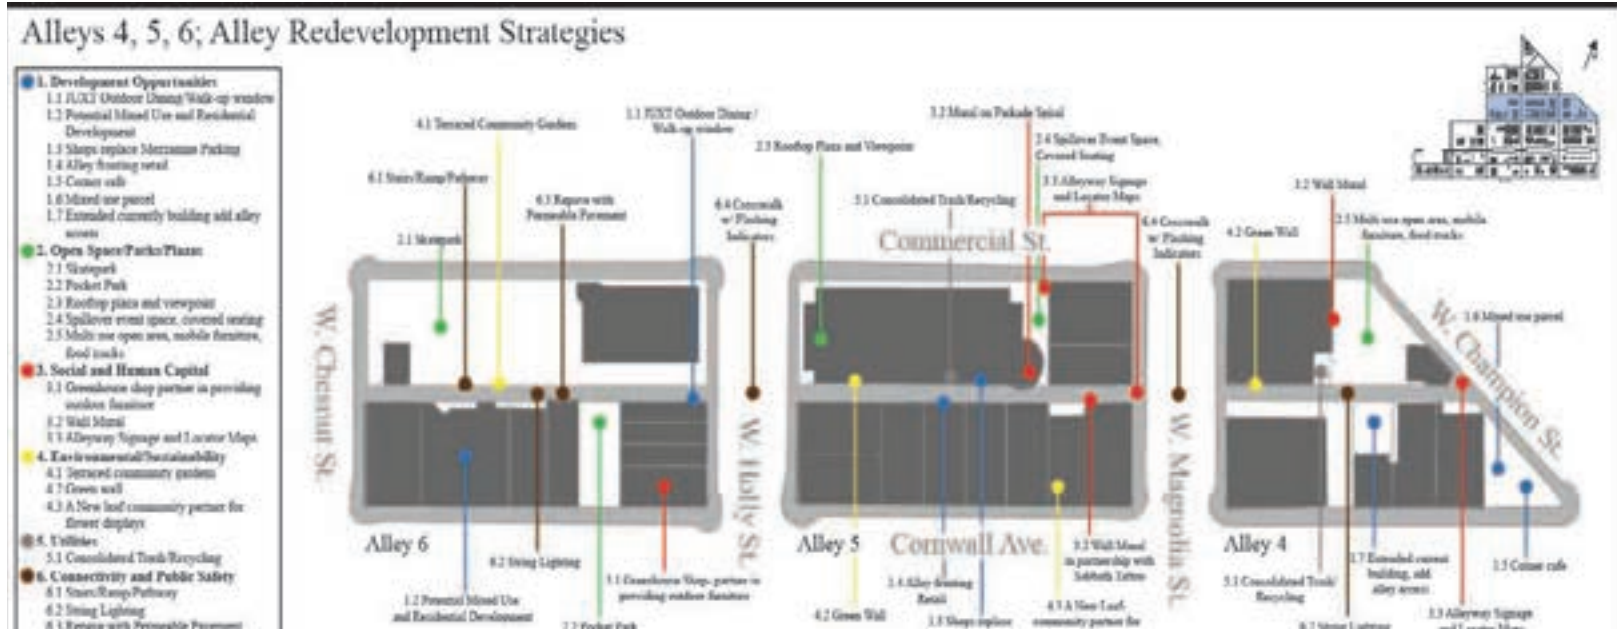 Alleys 4, 5, 6; Alley Redevelopment Strategies
1. Development Opportunities
1.1 JUXT Outdoor Dining/Walk-up window
1.2 Potential Mixed Use and Residential
Development
1.3 Shops replace Mezzanine Parking
1.4 Alley fronting retail
1.5 Corner cafe
1.6 Mixed use parcel
1.7 Extended currently building add alley
access
2. Open Space/Parks/Plazas
2.1 Skatepark
2.2 Pocket Park
2.3 Rooftop plaza and viewpoint
2.4 Spillover event space, covered seating
2.5 Multi use open area, mobile furniture,
food trucks
3. Social and Human Capital
3.1 Greenhouse shop partner in providing
outdoor furniture
3.2 Wall Mural
3.3 Alleyway Signage and Locator Maps
4. Environmental/Sustainability
4.1 Terraced community gardens
4.2 Green wall
4.3 A New leaf community partner for
flower displays
5. Utilities
5.1 Consolidated Trash/Recycling
6. Connectivity and Public Safety
6.1 Stairs/Ramp/Pathway
6.2 String Lighting
6.3 Repave with Permeable Pavement
4.1 Terraced Community Gardens
1.1 JUXT Outdoor Dining /
Walk-up window
6.1 Stairs/Ramp/Pathway
6.3 Repave with
Permeable Pavement
2.1 Skatepark
6.4 Crosswalk
w/ Flashing
Indicators
2.3 Rooftop Plaza and Viewpoint
3.2 Mural on Parkade Spiral
2.4 Spillover Event Space,
Covered Seating
3.3 Alleyway Signage
and Locator Maps
5.1 Consolidated Trash/Recycling
6.4 Crosswalk
w/ Flashing
Indicators
3.2 Wall Mural
4.2 Green Wall
2.5 Multi use open area, mobile
furniture, food trucks
Commercial St.
W. Chesnut St.
W. Holly St.
W. Magnolia St.
W. Champion St.
1.6 Mixed use parcel
Alley 6
Alley 5
Cornwall Ave.
Alley 4
6.2 String Lighting
3.1 Greenhouse Shop, partner in
providing outdoor furniture
1.2 Potential Mixed Use
and Residential Development
2.2 Pocket Park
4.2 Green Wall
1.4 Alley fronting
Retail
1.3 Shops replace
3.2 Wall Mural
in partnership with
Tattoo
4.3 A New Leaf-
community partner for
5.1 Consolidated Trash/
Recycling
1.7 Extended current
building, add
alley access
1.5 Corner cafe
6.2 String Lighting
3.3 Alleyway Signage
and Locator Maps